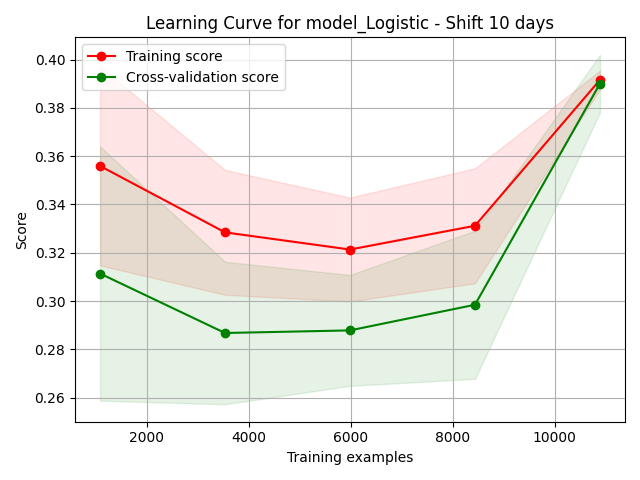 Learning Curve for model_Logistic - Shift 10 days
Training score
Cross-validation score
0.40
0.38
0.36
0.34
0.32
0.30
0.28
0.26
Score
2000
4000
6000
8000
10000
Training examples